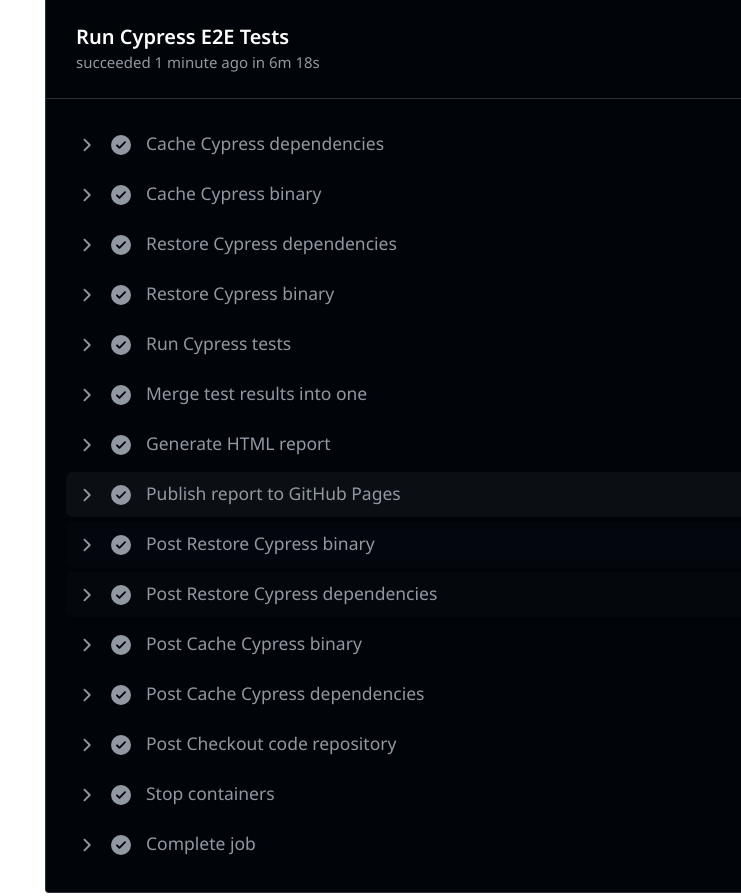 Run Cypress E2E Tests
succeeded 1 minute ago in 6m 18s
Cache Cypress dependencies
Cache Cypress binary
Restore Cypress dependencies
Restore Cypress binary
Run Cypress tests
Merge test results into one
Generate HTML report
Publish report to GitHub Pages
Post Restore Cypress binary
Post Restore Cypress dependencies
Post Cache Cypress binary
Post Cache Cypress dependencies
Post Checkout code repository
Stop containers
Complete job